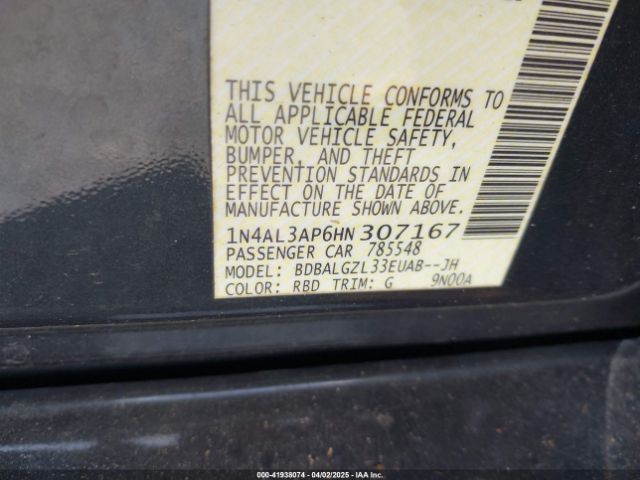 THIS VEHICLE CONFORMS TO
ALL APPLICABLE FEDERAL
MOTOR VEHICLE SAFETY,
BUMPER, AND THEFT
PREVENTION STANDARDS IN
EFFECT ON THE DATE OF
MANUFACTURE SHOWN ABOVE.
1N4AL3AP6HN 307167
PASSENGER CAR 785548
MODEL: BDBALGZL33EUAB--JH
COLOR: RBD TRIM: G 9N00A
000-41938074 | 04/02/2025 | IAA Inc.